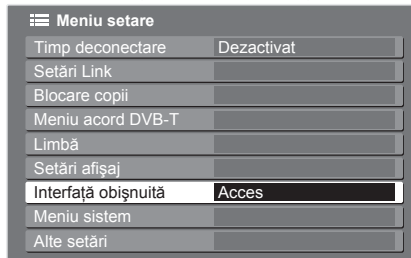 Meniu setare
Timp deconectare Dezactivat
Setări Link
Blocare copii
Meniu acord DVB-T
Limbă
Setări afişaj
Interfaţă obişnuită Acces
Meniu sistem
Alte setări